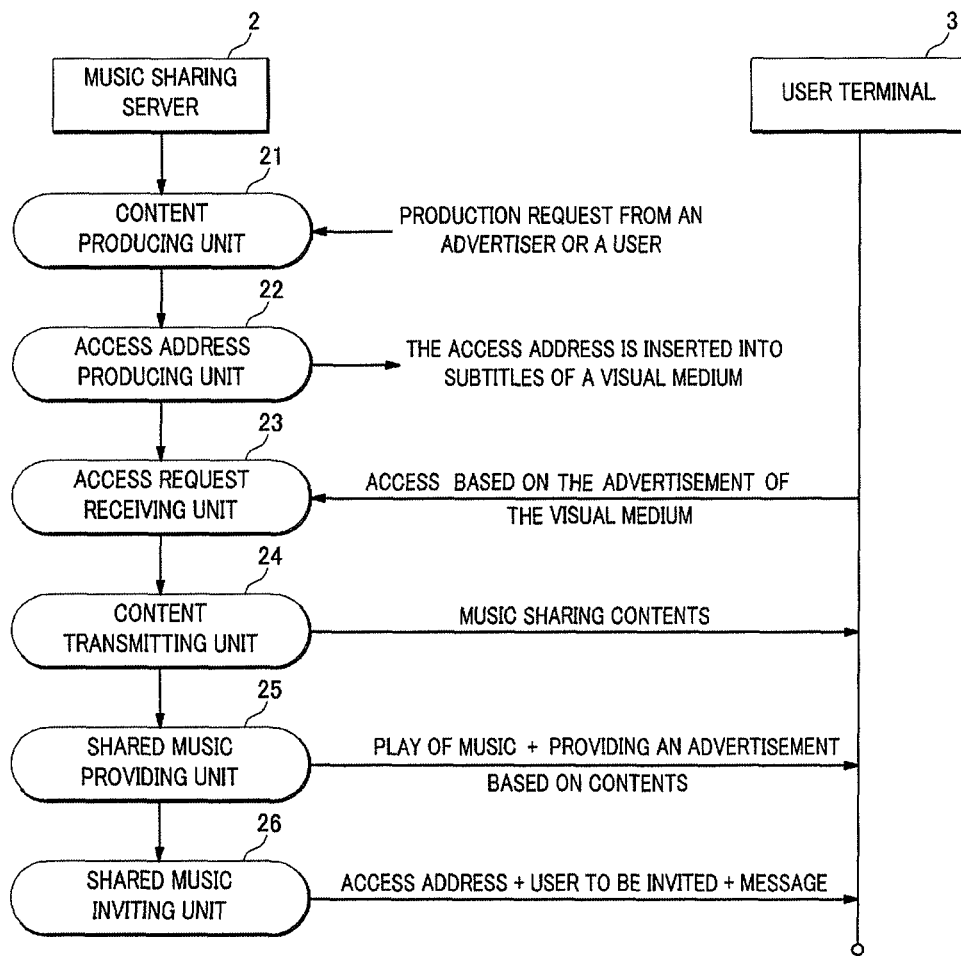 2
MUSIC SHARING
SERVER
3
USER TERMINAL
21
CONTENT
PRODUCING UNIT
PRODUCTION REQUEST FROM AN
ADVERTISER OR A USER
22
ACCESS ADDRESS
PRODUCING UNIT
THE ACCESS ADDRESS IS INSERTED INTO
SUBTITLES OF A VISUAL MEDIUM
23
ACCESS REQUEST
RECEIVING UNIT
ACCESS BASED ON THE ADVERTISEMENT OF
THE VISUAL MEDIUM
24
CONTENT
TRANSMITTING UNIT
MUSIC SHARING CONTENTS
25
SHARED MUSIC
PROVIDING UNIT
PLAY OF MUSIC + PROVIDING AN ADVERTISEMENT
BASED ON CONTENTS
26
SHARED MUSIC
INVITING UNIT
ACCESS ADDRESS + USER TO BE INVITED + MESSAGE